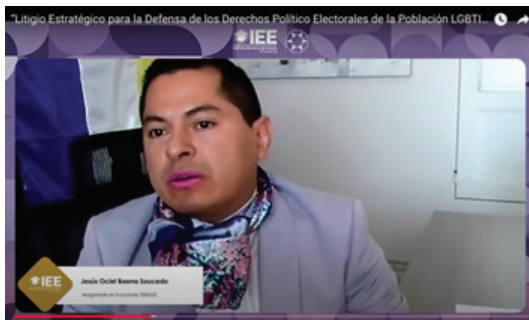 "Litigio Estratégico para la Defensa de los Derechos Político Electorales de la Población LGBTI...
IEE
IEE
Jesús Ociel Baena Saucedo
Magistrade en Funciones TEEAGS